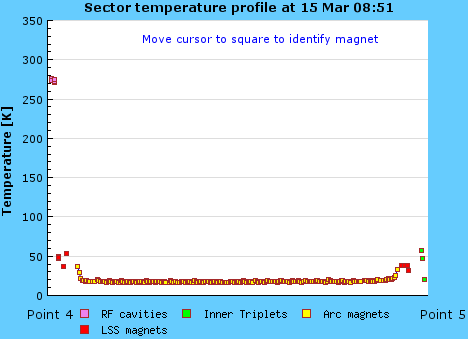 Sector temperature profile at 15 Mar 08:51
Move cursor to square to identify magnet
Temperature [K]
350
300
250
200
150
100
50
0
Point 4
Point 5
RF cavities
Inner Triplets
Arc magnets
LSS magnets